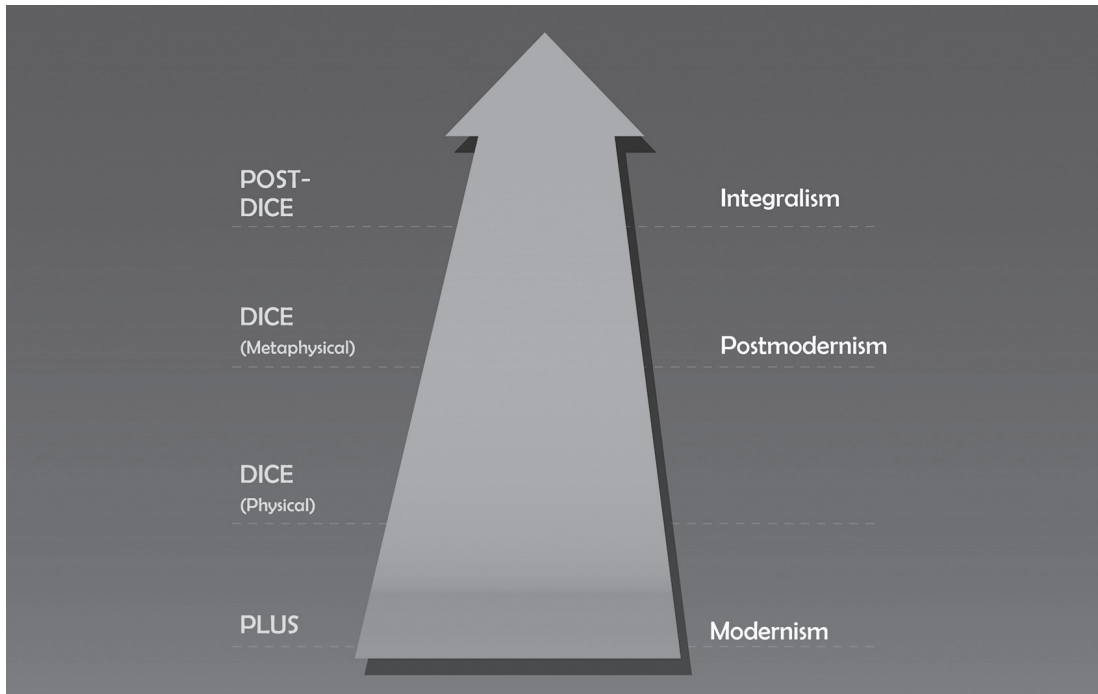 POST-
DICE
Integralism
DICE
(Metaphysical)
Postmodernism
DICE
(Physical)
PLUS
Modernism